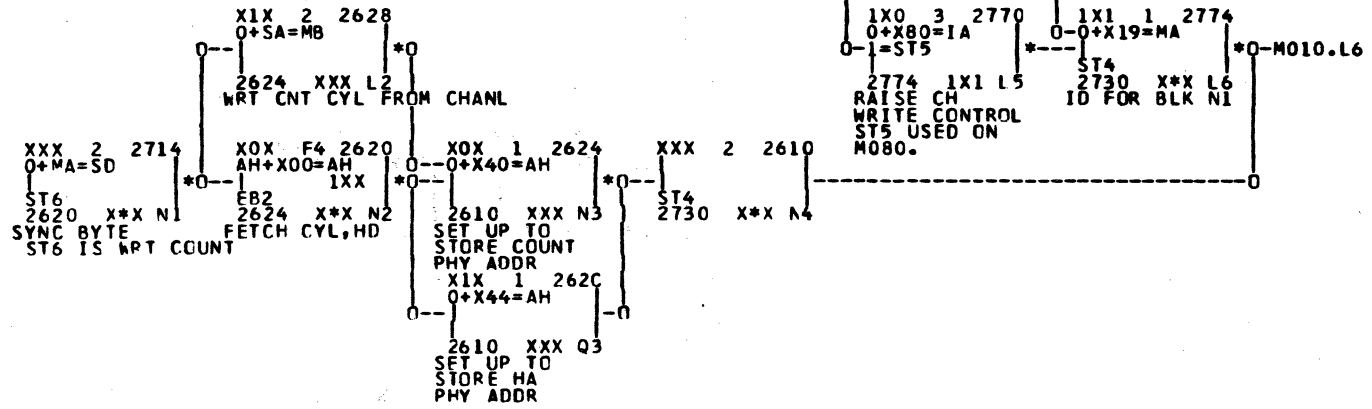 X1X 2 2628
0+SA=MB
2624 XXX L2
WRT CNT CYL FROM CHANL
1X0 3 2770
0+X80=IA
0-1=ST5
2774 1X1 L5
RAISE CH
WRITE CONTROL
ST5 USED ON
M080.
1X1 1 2774
0-0+X19=MA
*0-M010.L6
ST4
2730 X*X L6
ID FOR BLK N1
XXX 2 2714
0+MA=SD
ST6
2620 X*X N1
SYNC BYTE
ST6 IS WRT COUNT
X0X F4 2620
AH+X00=AH
1XX
EB2
2624 X*X N2
FETCH CYL,HD
X0X 1 2624
0--0+X40=AH
2610 XXX N3
SET UP TO
STORE COUNT
PHY ADDR
XXX 2 2610
ST4
2730 X*X N4
X1X 1 262C
0+X44=AH
2610 XXX Q3
SET UP TO
STORE HA
PHY ADDR